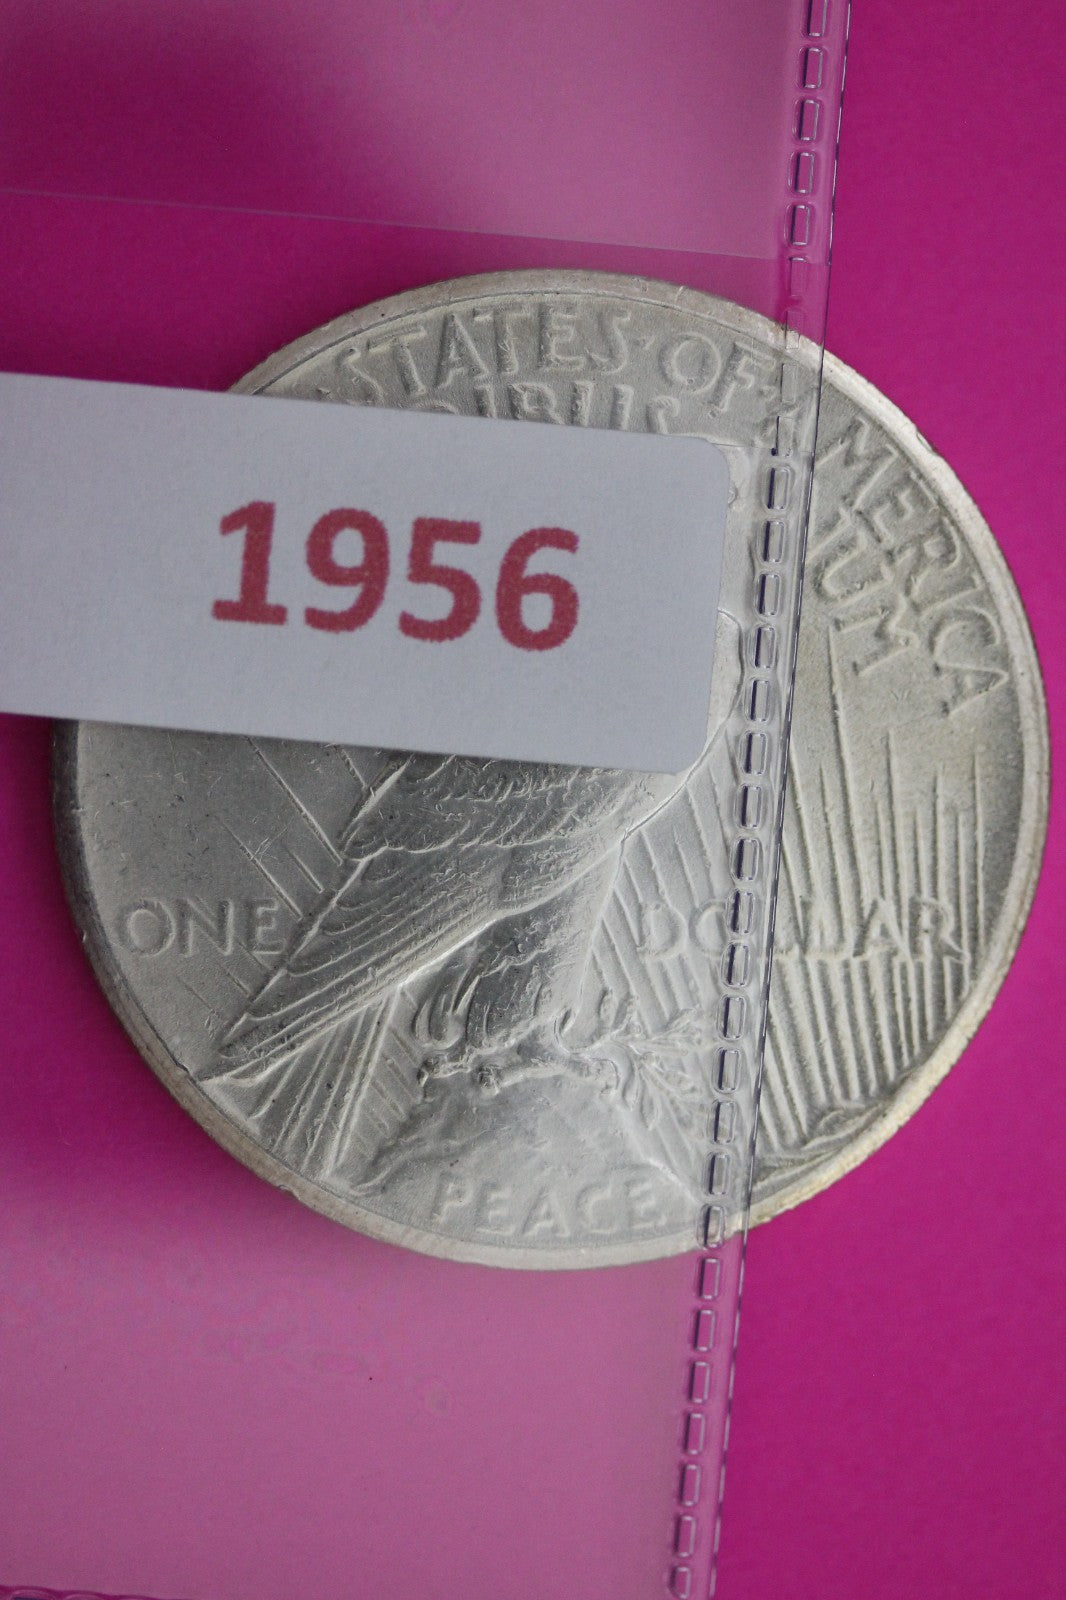 STATES·OF·AMERICA
1956
ONE DOLLAR
PEACE